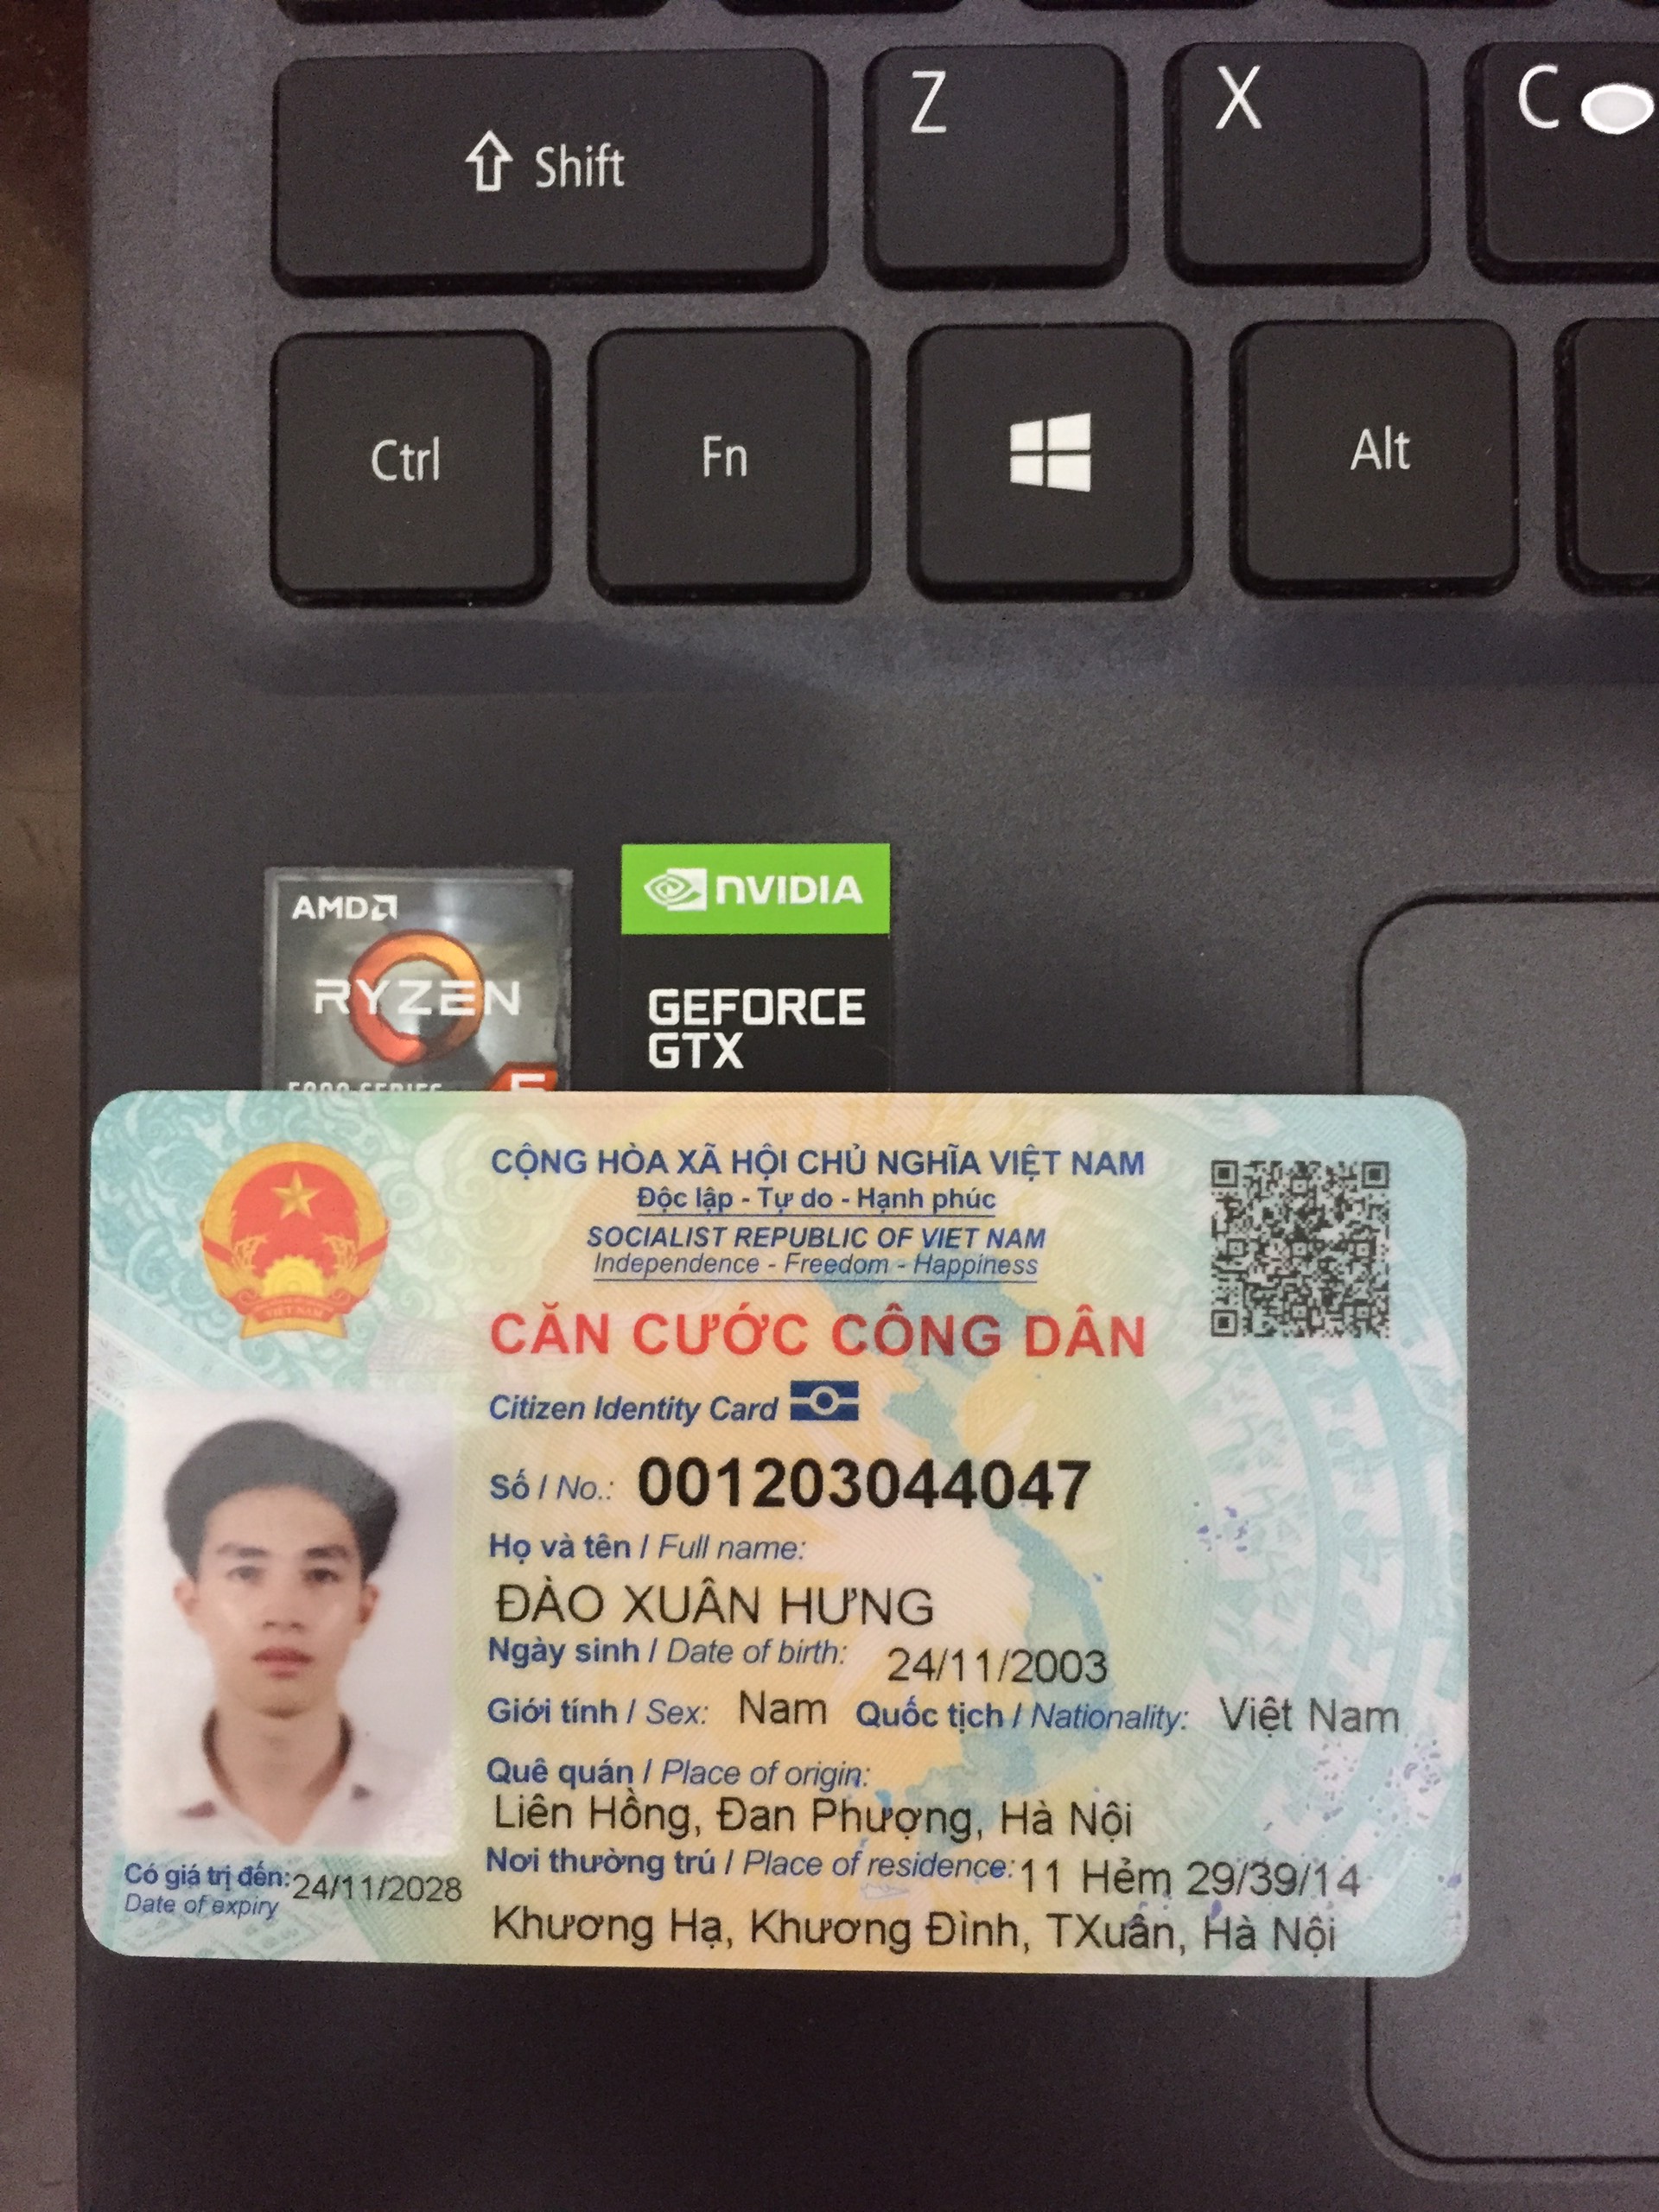 Shift
Z
X
C
Ctrl
Fn
Alt
AMD
RYZEN
5
NVIDIA
GEFORCE
GTX
CỘNG HÒA XÃ HỘI CHỦ NGHĨA VIỆT NAM
Độc lập - Tự do - Hạnh phúc
SOCIALIST REPUBLIC OF VIET NAM
Independence - Freedom - Happiness
VIỆT NAM
CĂN CƯỚC CÔNG DÂN
Citizen Identity Card
Số / No.: 001203044047
Họ và tên / Full name:
ĐÀO XUÂN HƯNG
Ngày sinh / Date of birth: 24/11/2003
Giới tính / Sex: Nam Quốc tịch / Nationality: Việt Nam
Quê quán / Place of origin:
Liên Hồng, Đan Phượng, Hà Nội
Nơi thường trú / Place of residence: 11 Hẻm 29/39/14
Khương Hạ, Khương Đình, TXuân, Hà Nội
Có giá trị đến: 24/11/2028
Date of expiry